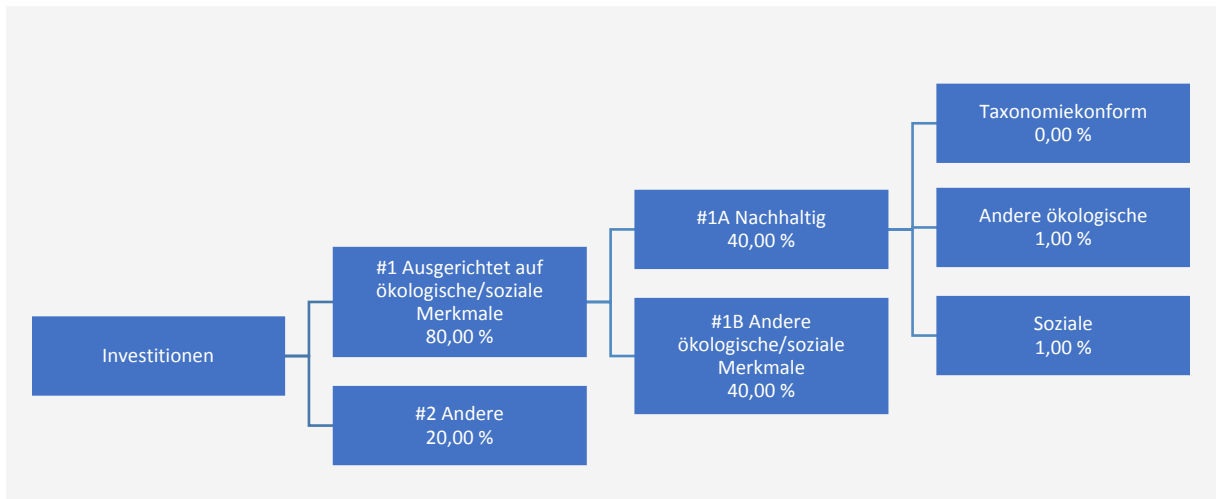 Investitionen
#1 Ausgerichtet auf
ökologische/soziale
Merkmale
80,00 %
#2 Andere
20,00 %
#1A Nachhaltig
40,00 %
#1B Andere
ökologische/soziale
Merkmale
40,00 %
Taxonomiekonform
0,00 %
Andere ökologische
1,00 %
Soziale
1,00 %